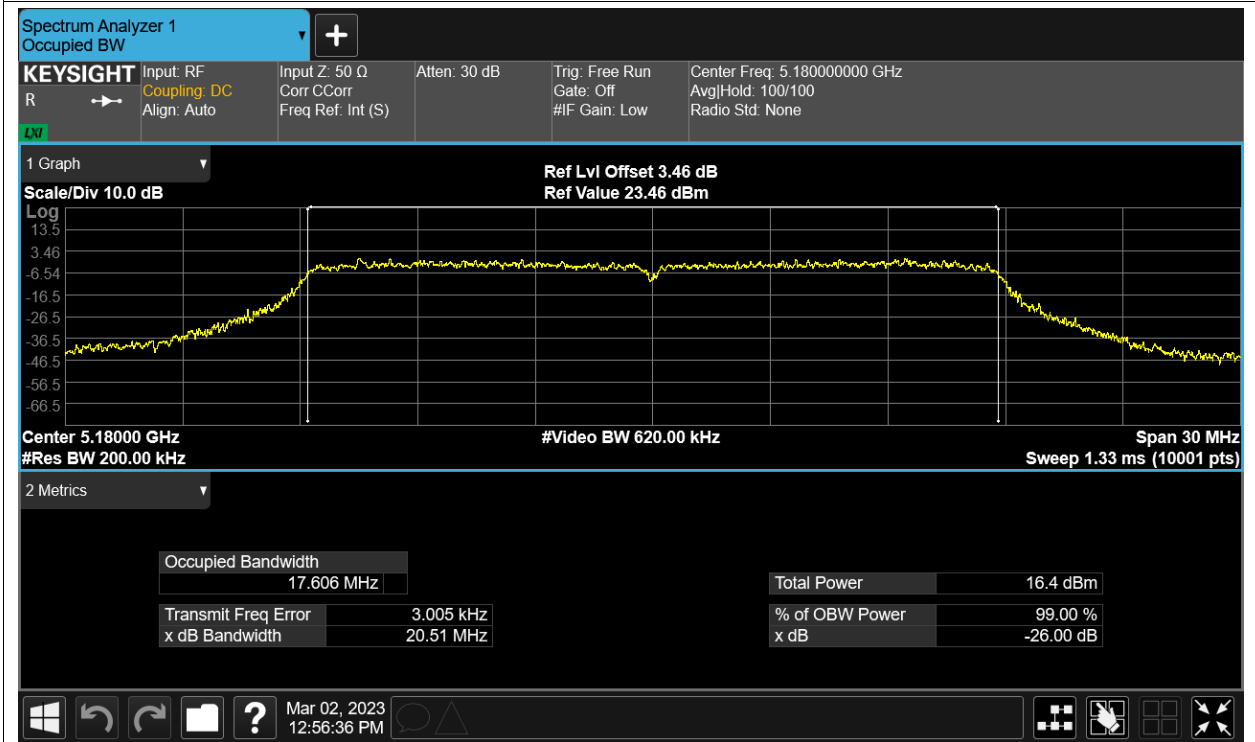 Spectrum Analyzer 1
Occupied BW
KEYSIGHT
R
LXI
Input: RF
Coupling: DC
Align: Auto
Input Z: 50 Ω
Corr CCorr
Freq Ref: Int (S)
Atten: 30 dB
Trig: Free Run
Gate: Off
#IF Gain: Low
Center Freq: 5.180000000 GHz
Avg|Hold: 100/100
Radio Std: None
1 Graph
Scale/Div 10.0 dB
Ref Lvl Offset 3.46 dB
Ref Value 23.46 dBm
Log
13.5
3.46
-6.54
-16.5
-26.5
-36.5
-46.5
-56.5
-66.5
Center 5.18000 GHz
#Res BW 200.00 kHz
#Video BW 620.00 kHz
Span 30 MHz
Sweep 1.33 ms (10001 pts)
2 Metrics
Occupied Bandwidth
17.606 MHz
Transmit Freq Error 3.005 kHz
x dB Bandwidth 20.51 MHz
Total Power 16.4 dBm
% of OBW Power 99.00 %
x dB -26.00 dB
?
Mar 02, 2023
12:56:36 PM